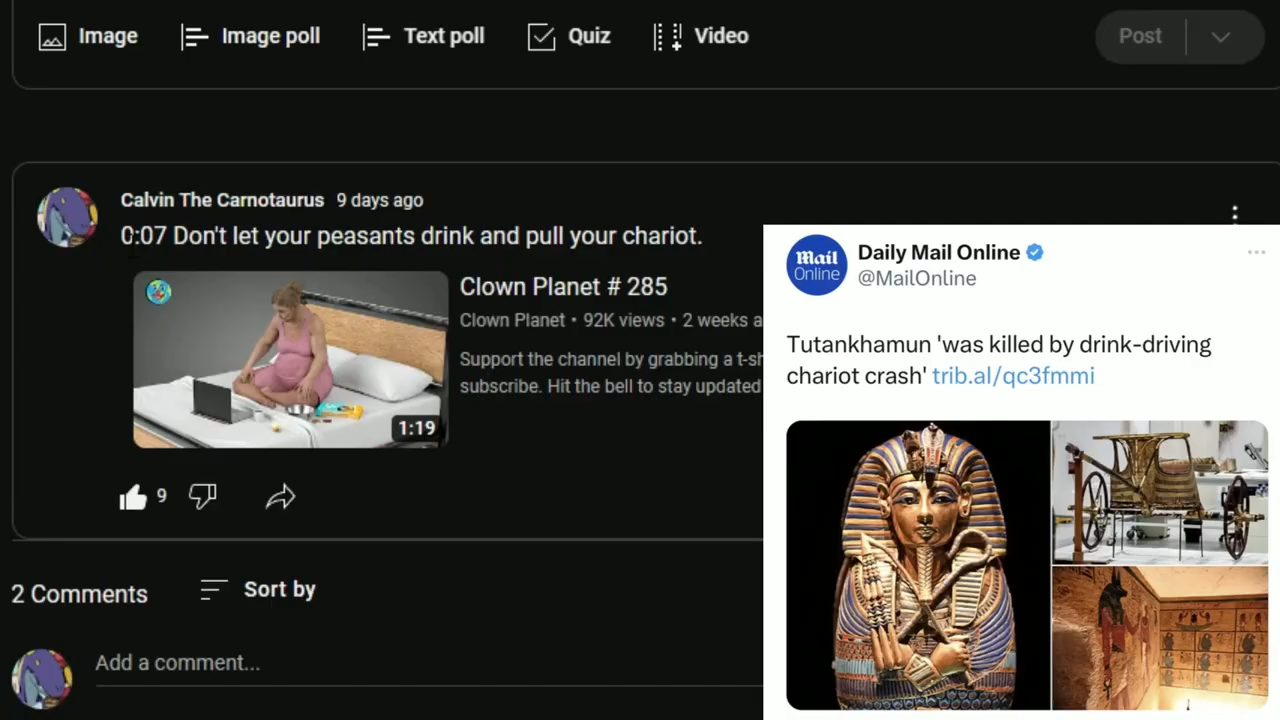 Image
Image poll
Text poll
Quiz
Video
Post
Calvin The Carnotaurus 9 days ago
0:07 Don't let your peasants drink and pull your chariot.
Clown Planet # 285
Clown Planet • 92K views • 2 weeks a
Support the channel by grabbing a t-sh
subscribe. Hit the bell to stay updated
1:19
9
2 Comments
Sort by
Add a comment...
Mail
Online
Daily Mail Online
@MailOnline
Tutankhamun 'was killed by drink-driving
chariot crash' trib.al/qc3fmmi